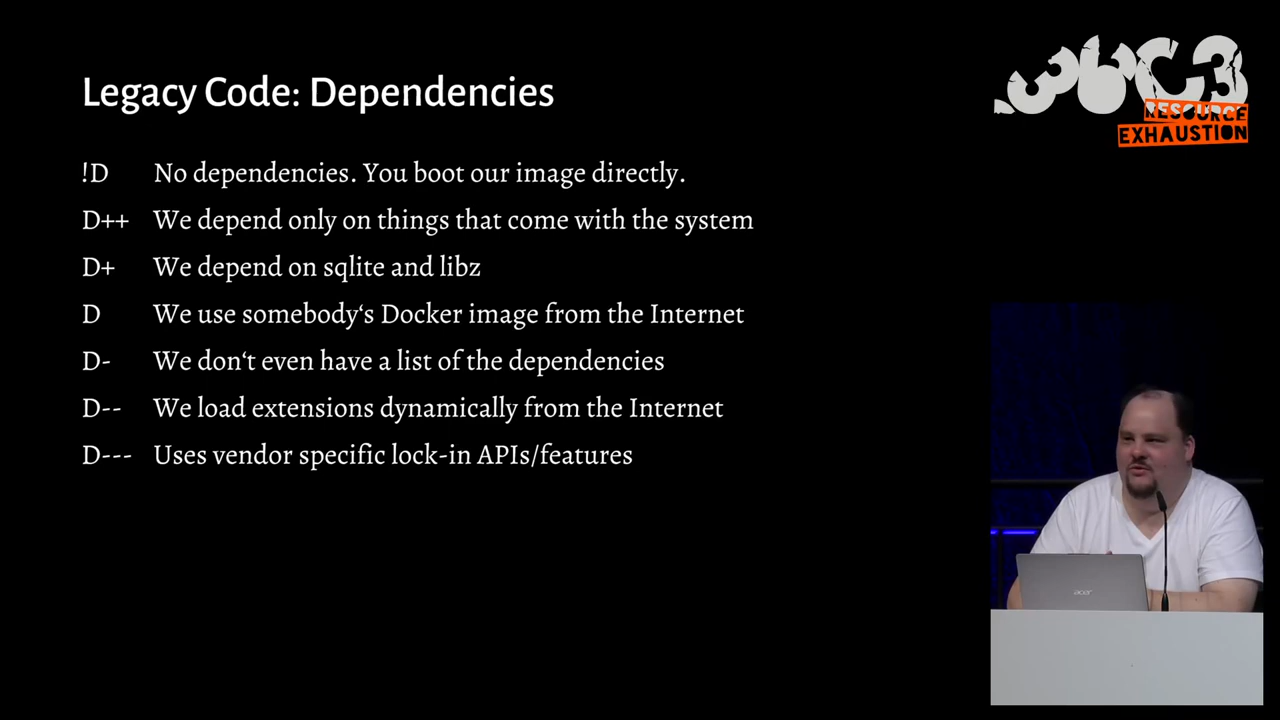 Legacy Code: Dependencies
36C3
RESOURCE
EXHAUSTION
!D No dependencies. You boot our image directly.
D++ We depend only on things that come with the system
D+ We depend on sqlite and libz
D We use somebody‘s Docker image from the Internet
D- We don‘t even have a list of the dependencies
D-- We load extensions dynamically from the Internet
D--- Uses vendor specific lock-in APIs/features
acer